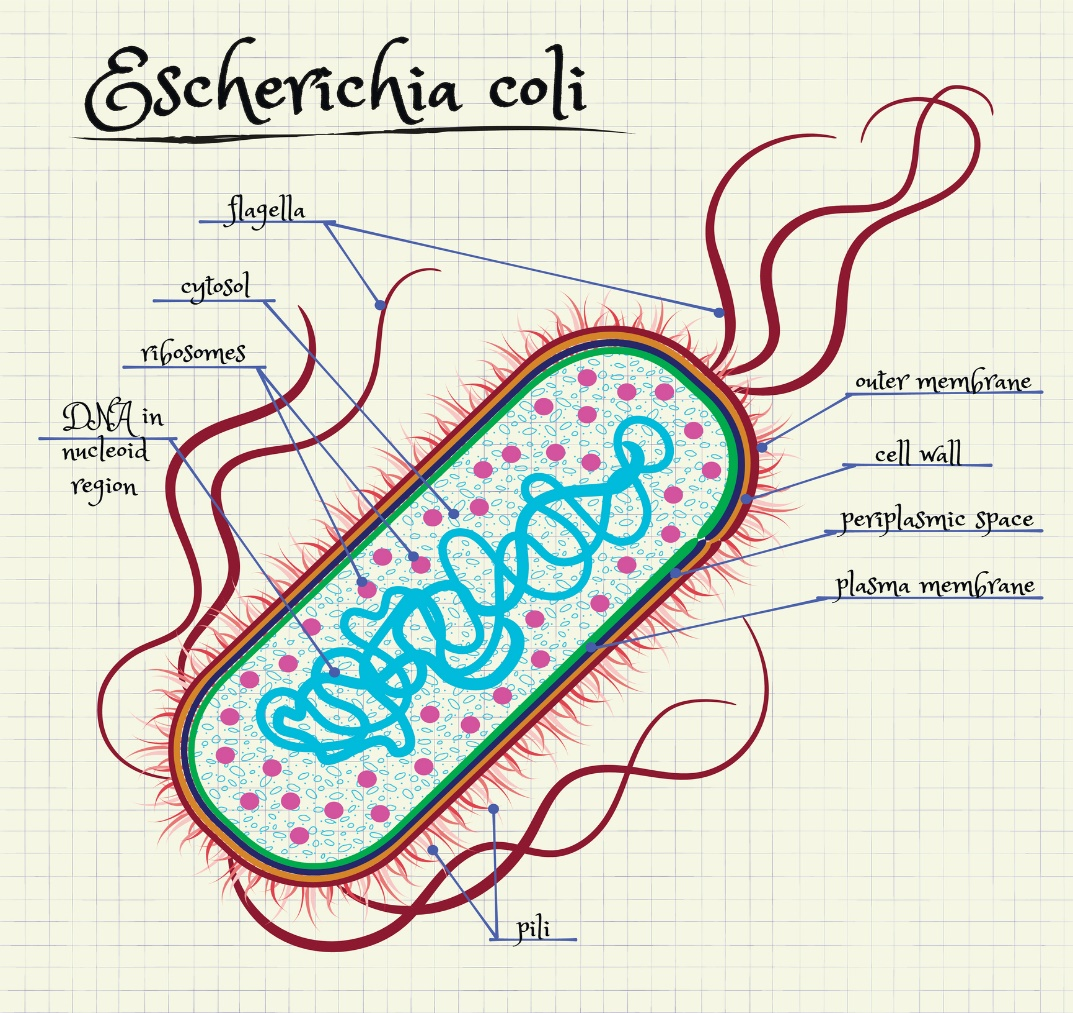 Escherichia coli
flagella
cytosol
ribosomes
DNA in
nucleoid
region
outer membrane
cell wall
periplasmic space
plasma membrane
pili